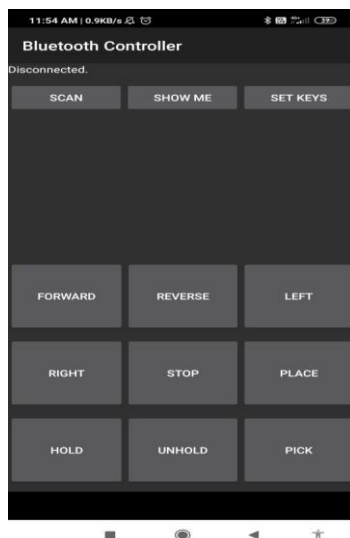 11:54 AM | 0.9KB/s
Bluetooth Controller
Disconnected.
SCAN SHOW ME SET KEYS
FORWARD REVERSE LEFT
RIGHT STOP PLACE
HOLD UNHOLD PICK